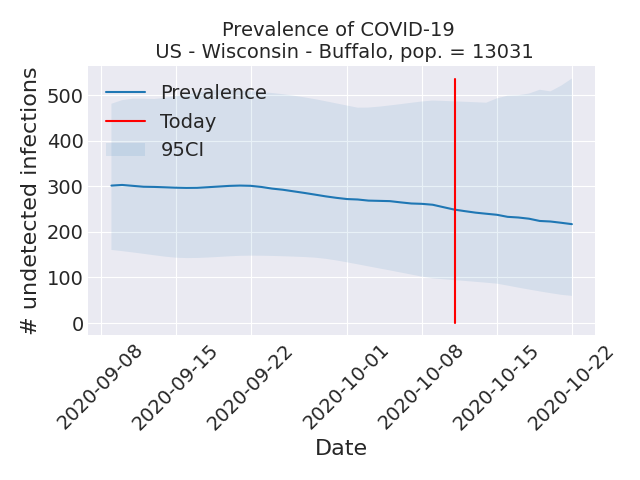 Prevalence of COVID-19
US - Wisconsin - Buffalo, pop. = 13031
# undetected infections
500
400
300
200
100
0
Prevalence
Today
95CI
2020-09-08
2020-09-15
2020-09-22
2020-10-01
2020-10-08
2020-10-15
2020-10-22
Date